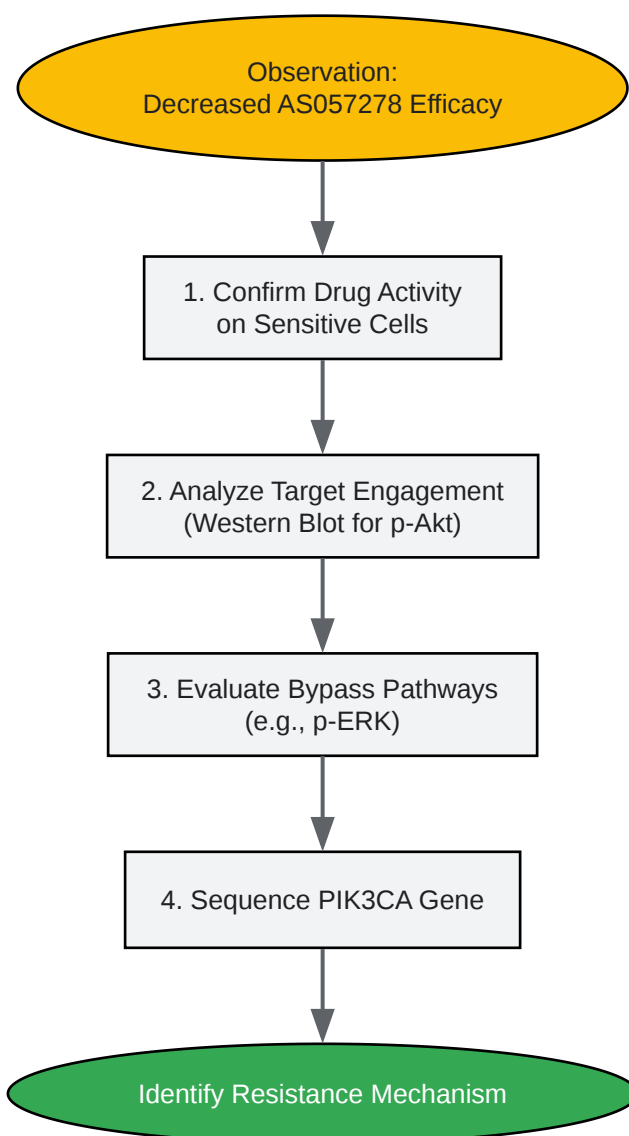 Observation:
Decreased AS057278 Efficacy
1. Confirm Drug Activity
on Sensitive Cells
2. Analyze Target Engagement
(Western Blot for p-Akt)
3. Evaluate Bypass Pathways
(e.g., p-ERK)
4. Sequence PIK3CA Gene
Identify Resistance Mechanism